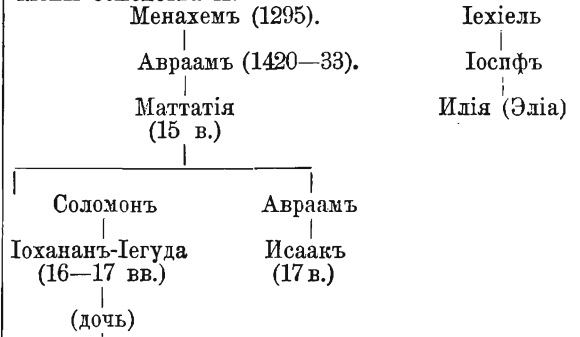 Менахемъ (1295). Іехіель
Авраамъ (1420—33). Іосифъ
Маттатія Илія (Эліа)
(15 в.)
Соломонъ Авраамъ
Іохананъ-Іегуда Исаакъ
(16—17 вв.) (17 в.)
(дочь)